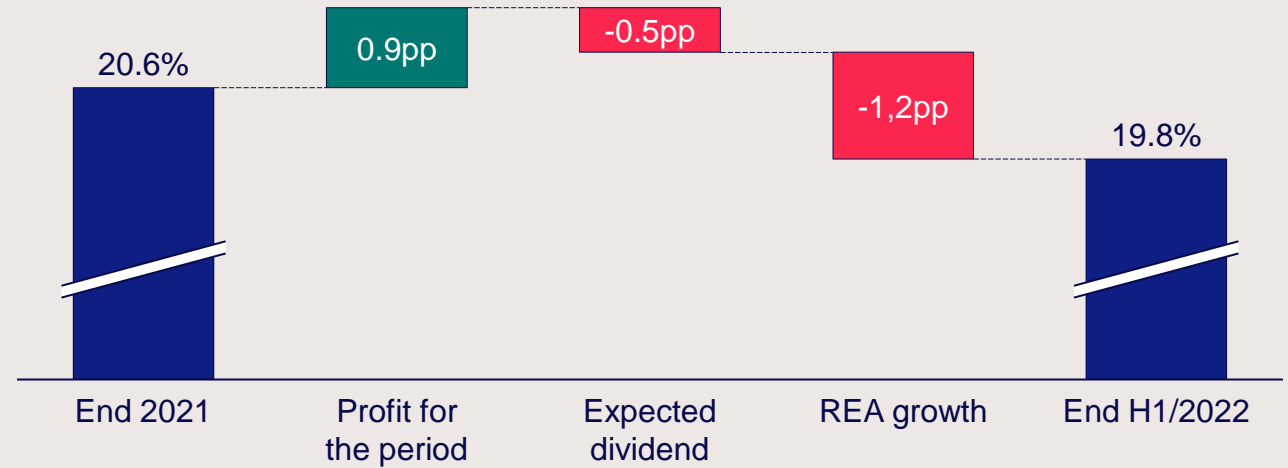 20.6%
0.9pp
-0.5pp
-1,2pp
19.8%
End 2021
Profit for
the period
Expected
dividend
REA growth
End H1/2022